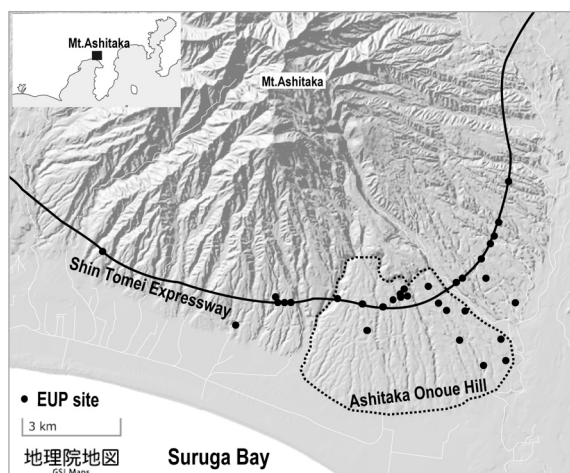 Mt.Ashitaka
Mt.Ashitaka
Shin Tomei Expressway
Ashitaka Onoue Hill
EUP site
3 km
地理院地図
GSI Maps
Suruga Bay